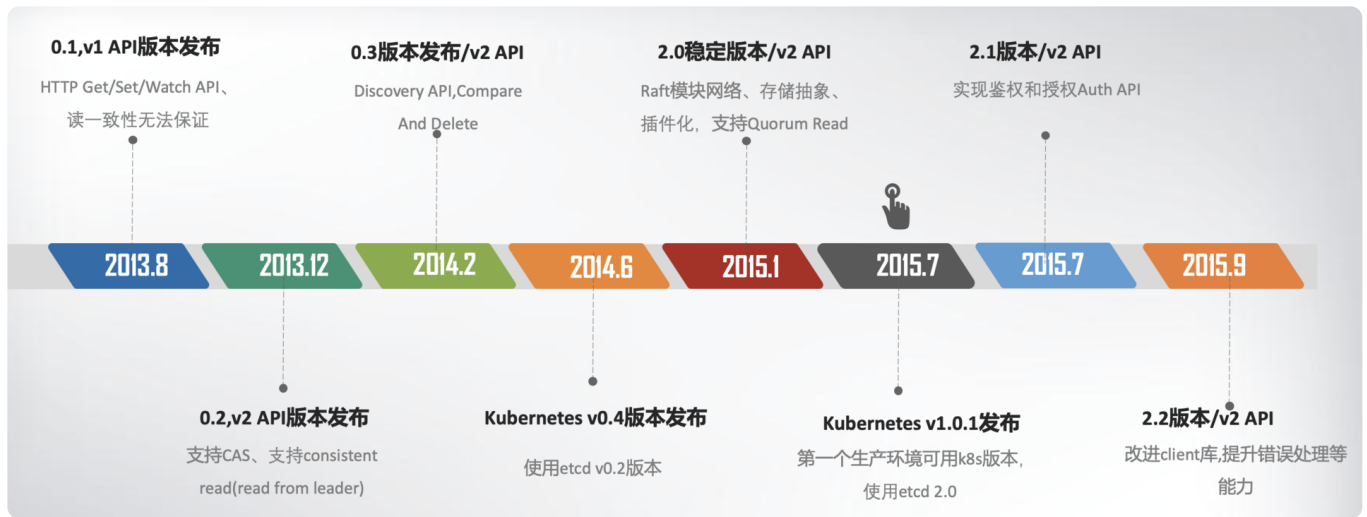 0.1,v1 API版本发布
HTTP Get/Set/Watch API、
读一致性无法保证
0.3版本发布/v2 API
Discovery API,Compare
And Delete
2.0稳定版本/v2 API
Raft模块网络、存储抽象、
插件化，支持Quorum Read
2.1版本/v2 API
实现鉴权和授权Auth API
2013.8
2013.12
2014.2
2014.6
2015.1
2015.7
2015.7
2015.9
0.2,v2 API版本发布
支持CAS、支持consistent
read(read from leader)
Kubernetes v0.4版本发布
使用etcd v0.2版本
Kubernetes v1.0.1发布
第一个生产环境可用k8s版本，
使用etcd 2.0
2.2版本/v2 API
改进client库,提升错误处理等
能力